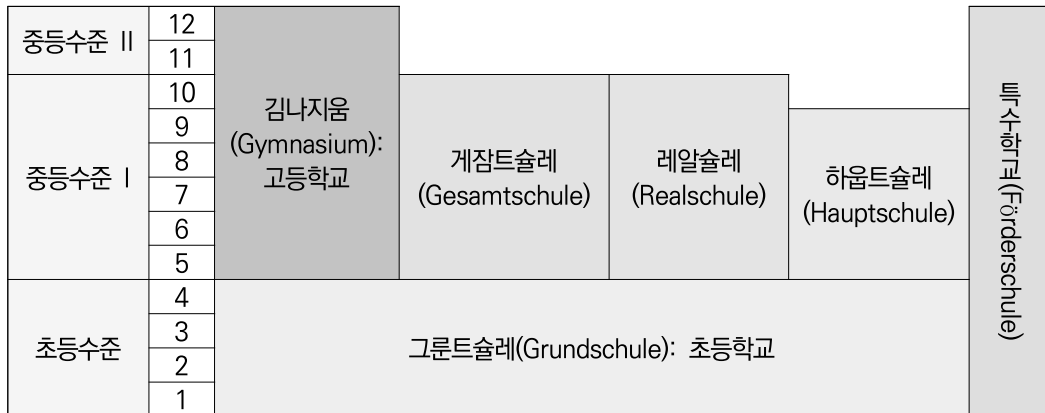 중등수준 Ⅱ
12
11
중등수준 Ⅰ
10
9
8
7
6
5
김나지움
(Gymnasium):
고등학교
게잠트슐레
(Gesamtschule)
레알슐레
(Realschule)
하웁트슐레
(Hauptschule)
특수학교(Förderschule)
초등수준
4
3
2
1
그룬트슐레(Grundschule): 초등학교